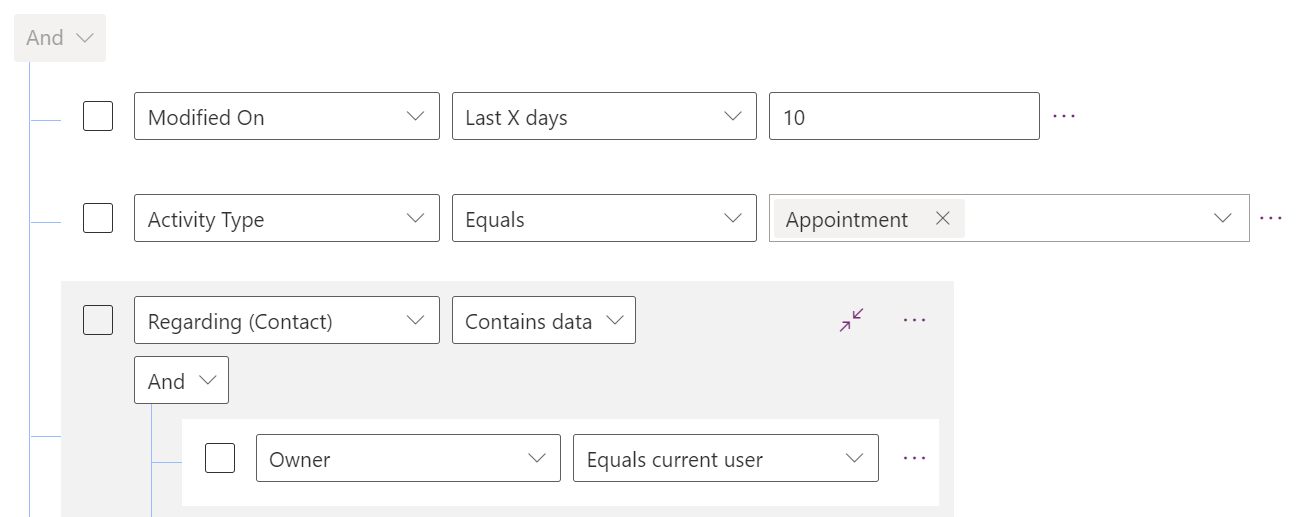 And
Modified On Last X days 10
Activity Type Equals Appointment
Regarding (Contact) Contains data
And
Owner Equals current user